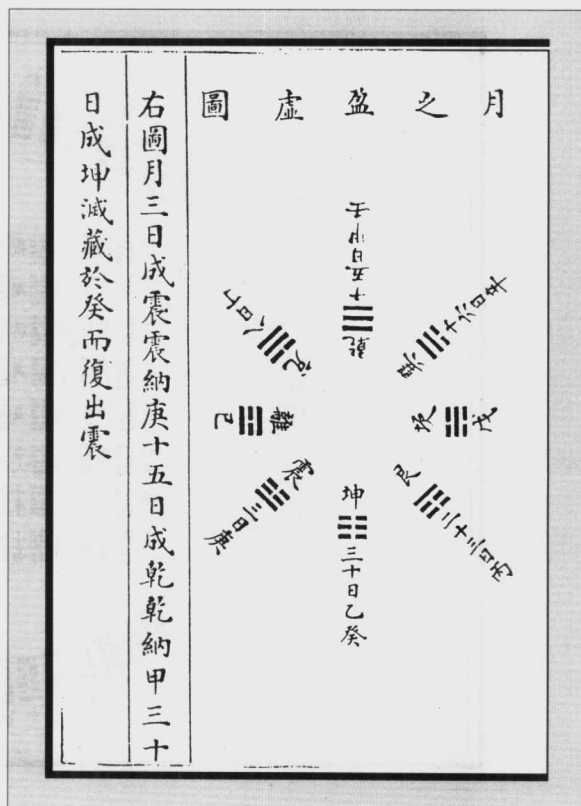 月之盈虛圖
乾 十五日甲壬
兌 八日丁
離 己
震 三日庚
坤 三十日乙癸
艮 二十三日丙
坎 戊
巽 十六日辛
右圖月三日成震震納庚十五日成乾乾納甲三十
日成坤滅藏於癸而復出震